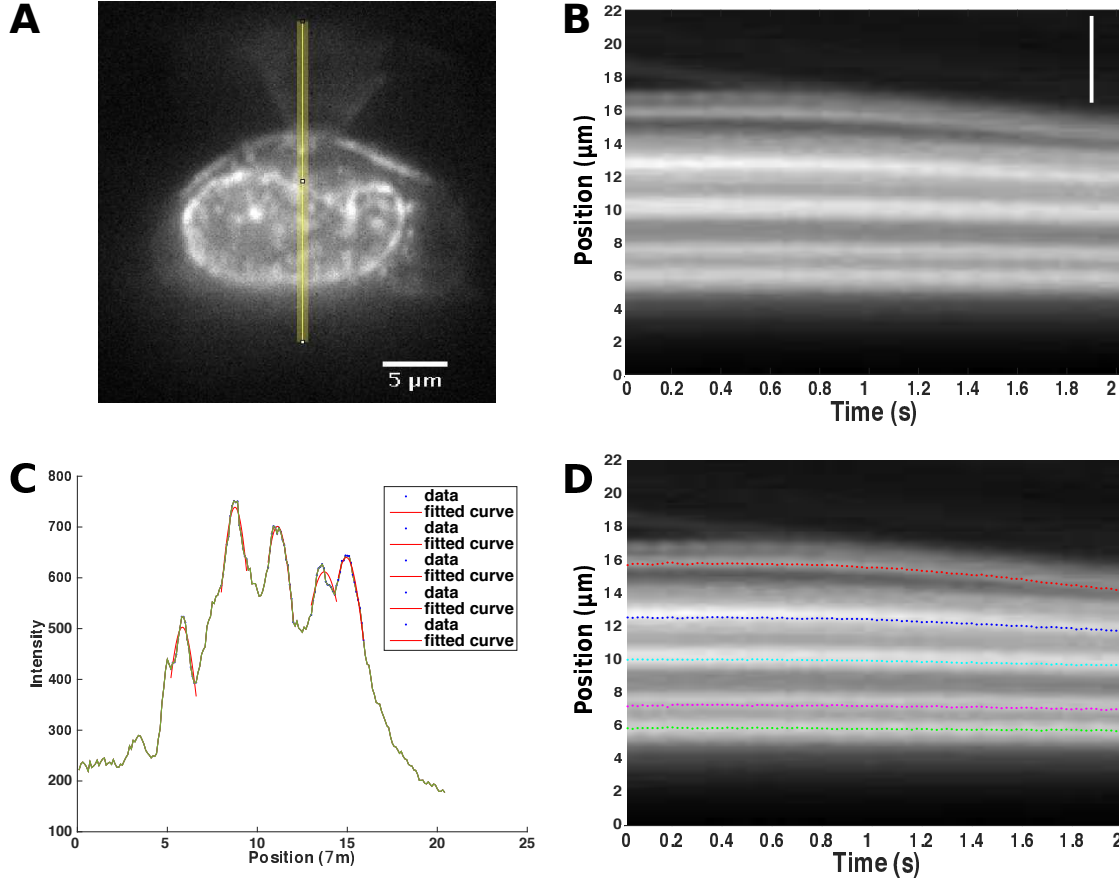 A
5 µm
B
22
20
18
16
14
12
10
8
6
4
2
0
Position (µm)
0 0.2 0.4 0.6 0.8 1 1.2 1.4 1.6 1.8 2
Time (s)
C
800
700
600
500
400
300
200
100
Intensity
0 5 10 15 20 25
Position (7m)
data
fitted curve
data
fitted curve
data
fitted curve
data
fitted curve
data
fitted curve
D
22
20
18
16
14
12
10
8
6
4
2
0
Position (µm)
0 0.2 0.4 0.6 0.8 1 1.2 1.4 1.6 1.8 2
Time (s)